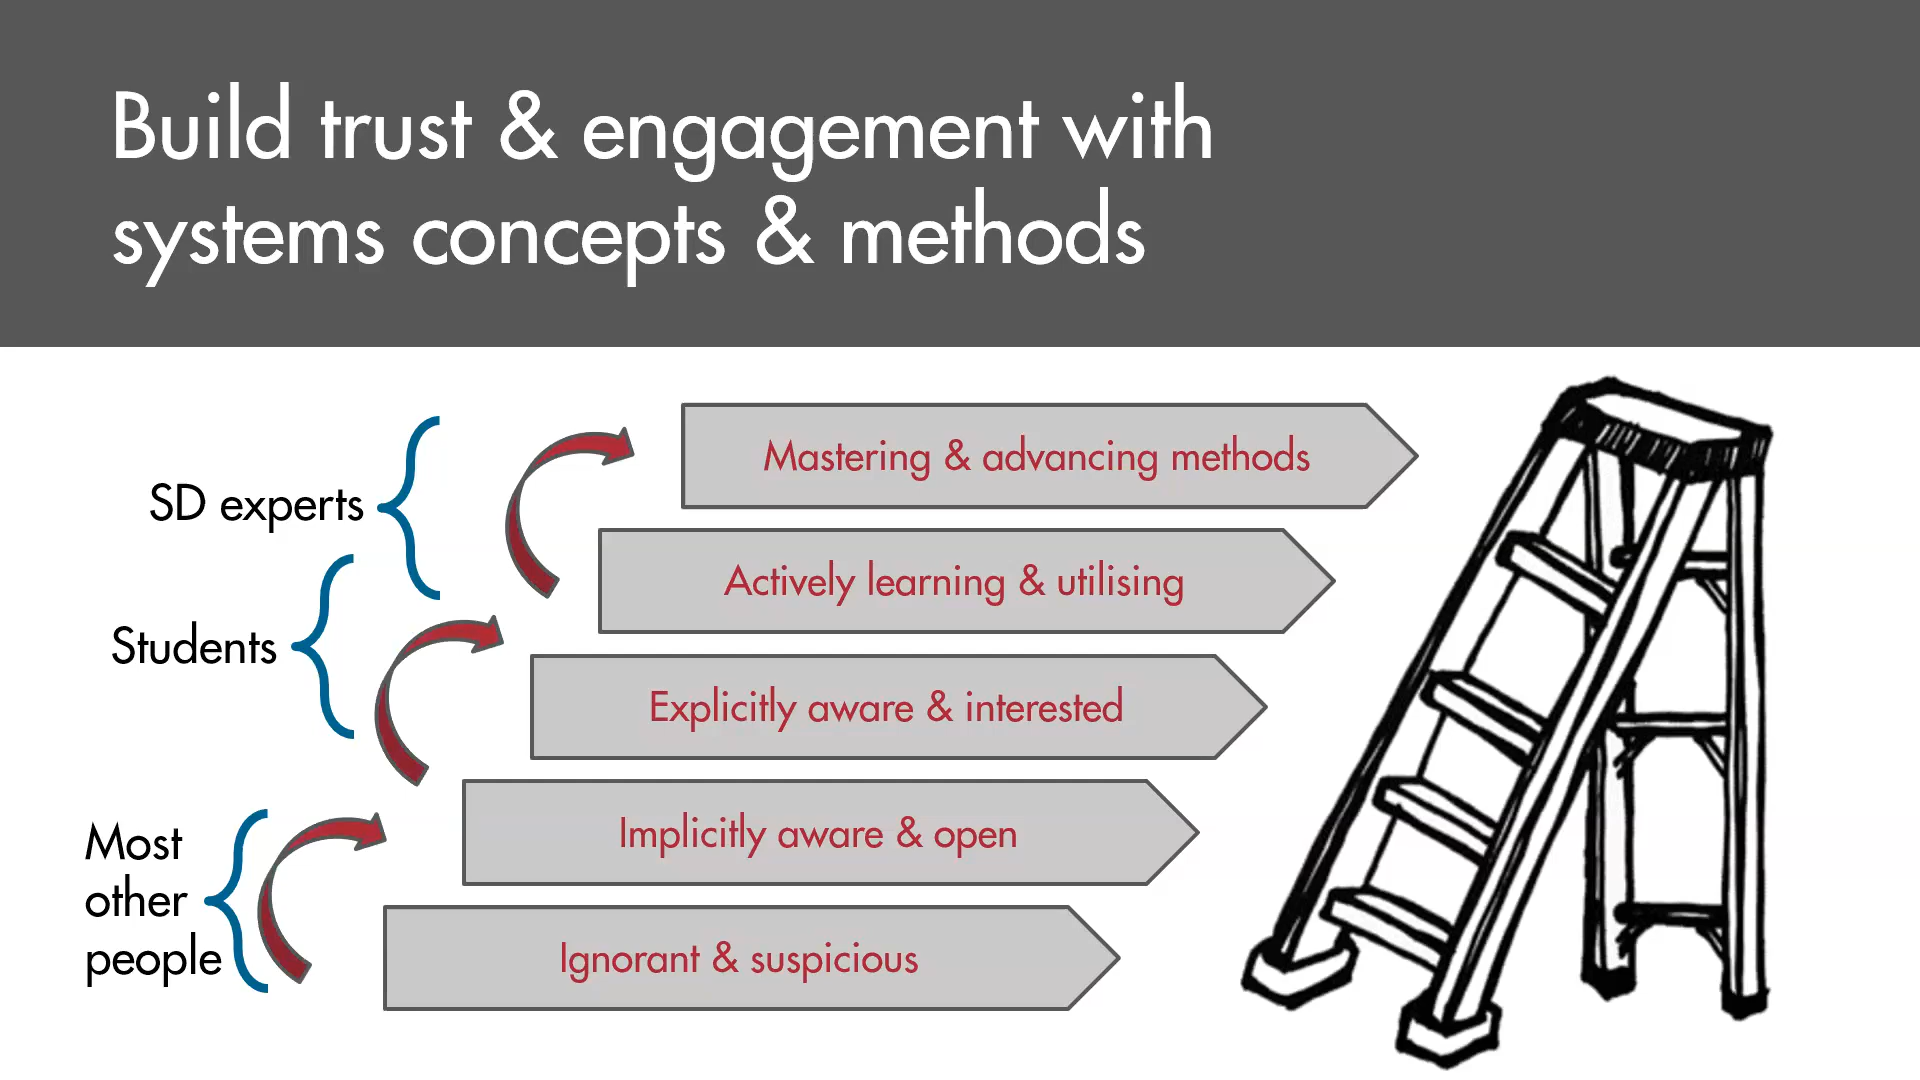 Build trust & engagement with
systems concepts & methods
SD experts
Mastering & advancing methods
Actively learning & utilising
Students
Explicitly aware & interested
Most
other
people
Implicitly aware & open
Ignorant & suspicious